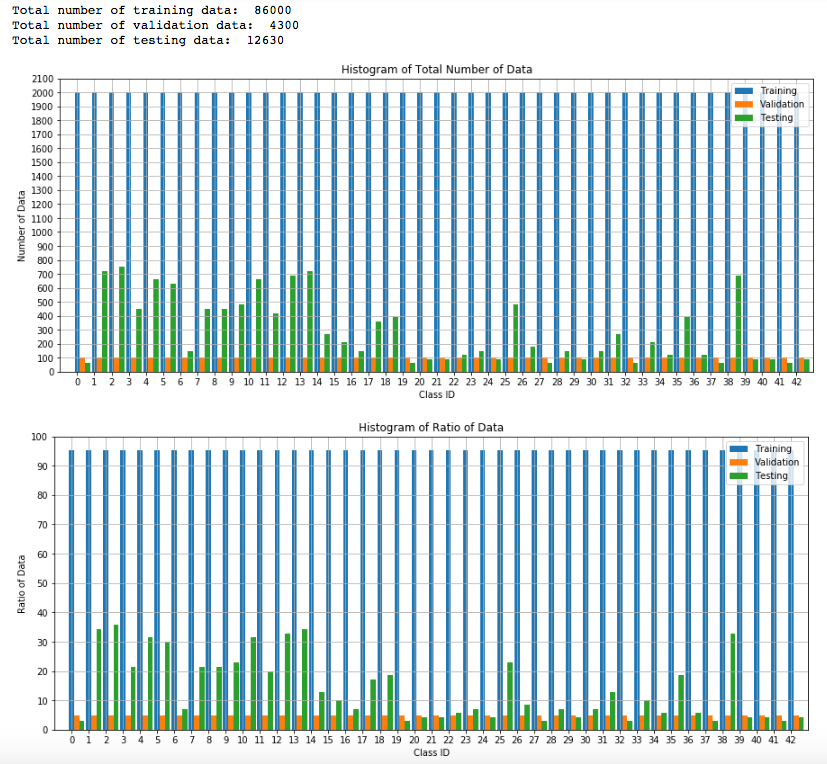 Total number of training data:  86000
Total number of validation data:  4300
Total number of testing data:  12630
Histogram of Total Number of Data
2100
2000
1900
1800
1700
1600
1500
1400
1300
1200
1100
1000
900
800
700
600
500
400
300
200
100
0
Number of Data
Training
Validation
Testing
0 1 2 3 4 5 6 7 8 9 10 11 12 13 14 15 16 17 18 19 20 21 22 23 24 25 26 27 28 29 30 31 32 33 34 35 36 37 38 39 40 41 42
Class ID
Histogram of Ratio of Data
100
90
80
70
60
50
40
30
20
10
0
Ratio of Data
Training
Validation
Testing
0 1 2 3 4 5 6 7 8 9 10 11 12 13 14 15 16 17 18 19 20 21 22 23 24 25 26 27 28 29 30 31 32 33 34 35 36 37 38 39 40 41 42
Class ID